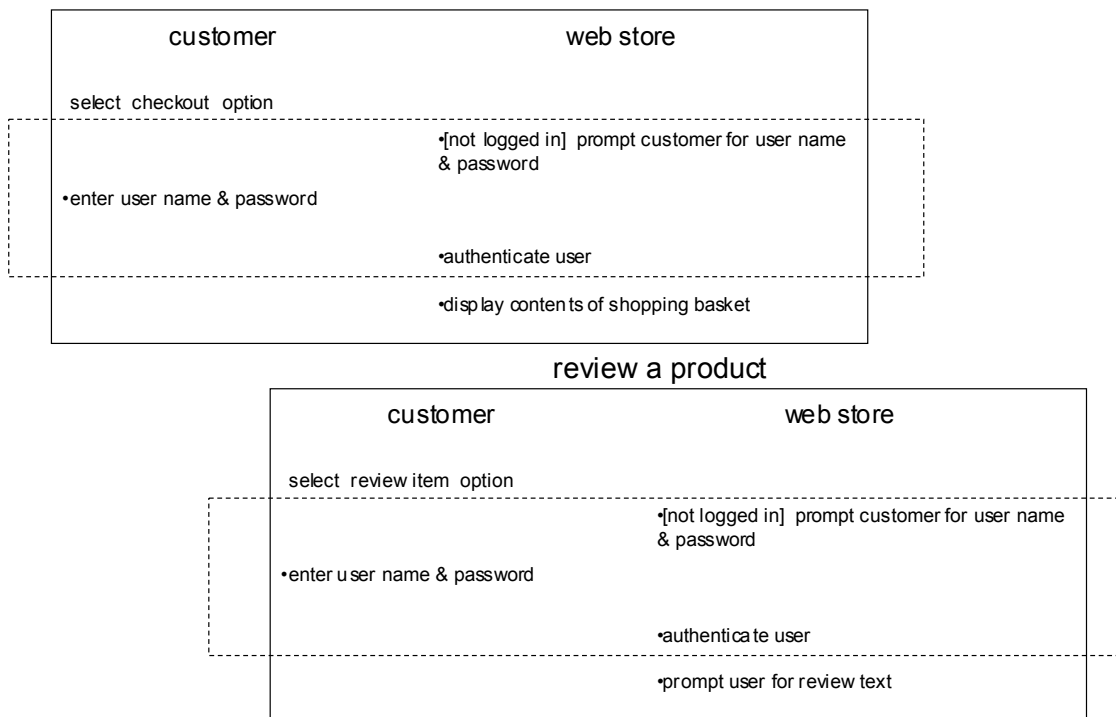 customer web store
select checkout option
•[not logged in] prompt customer for user name
& password
•enter user name & password
•authenticate user
•display contents of shopping basket
review a product
customer web store
select review item option
•[not logged in] prompt customer for user name
& password
•enter user name & password
•authenticate user
•prompt user for review text